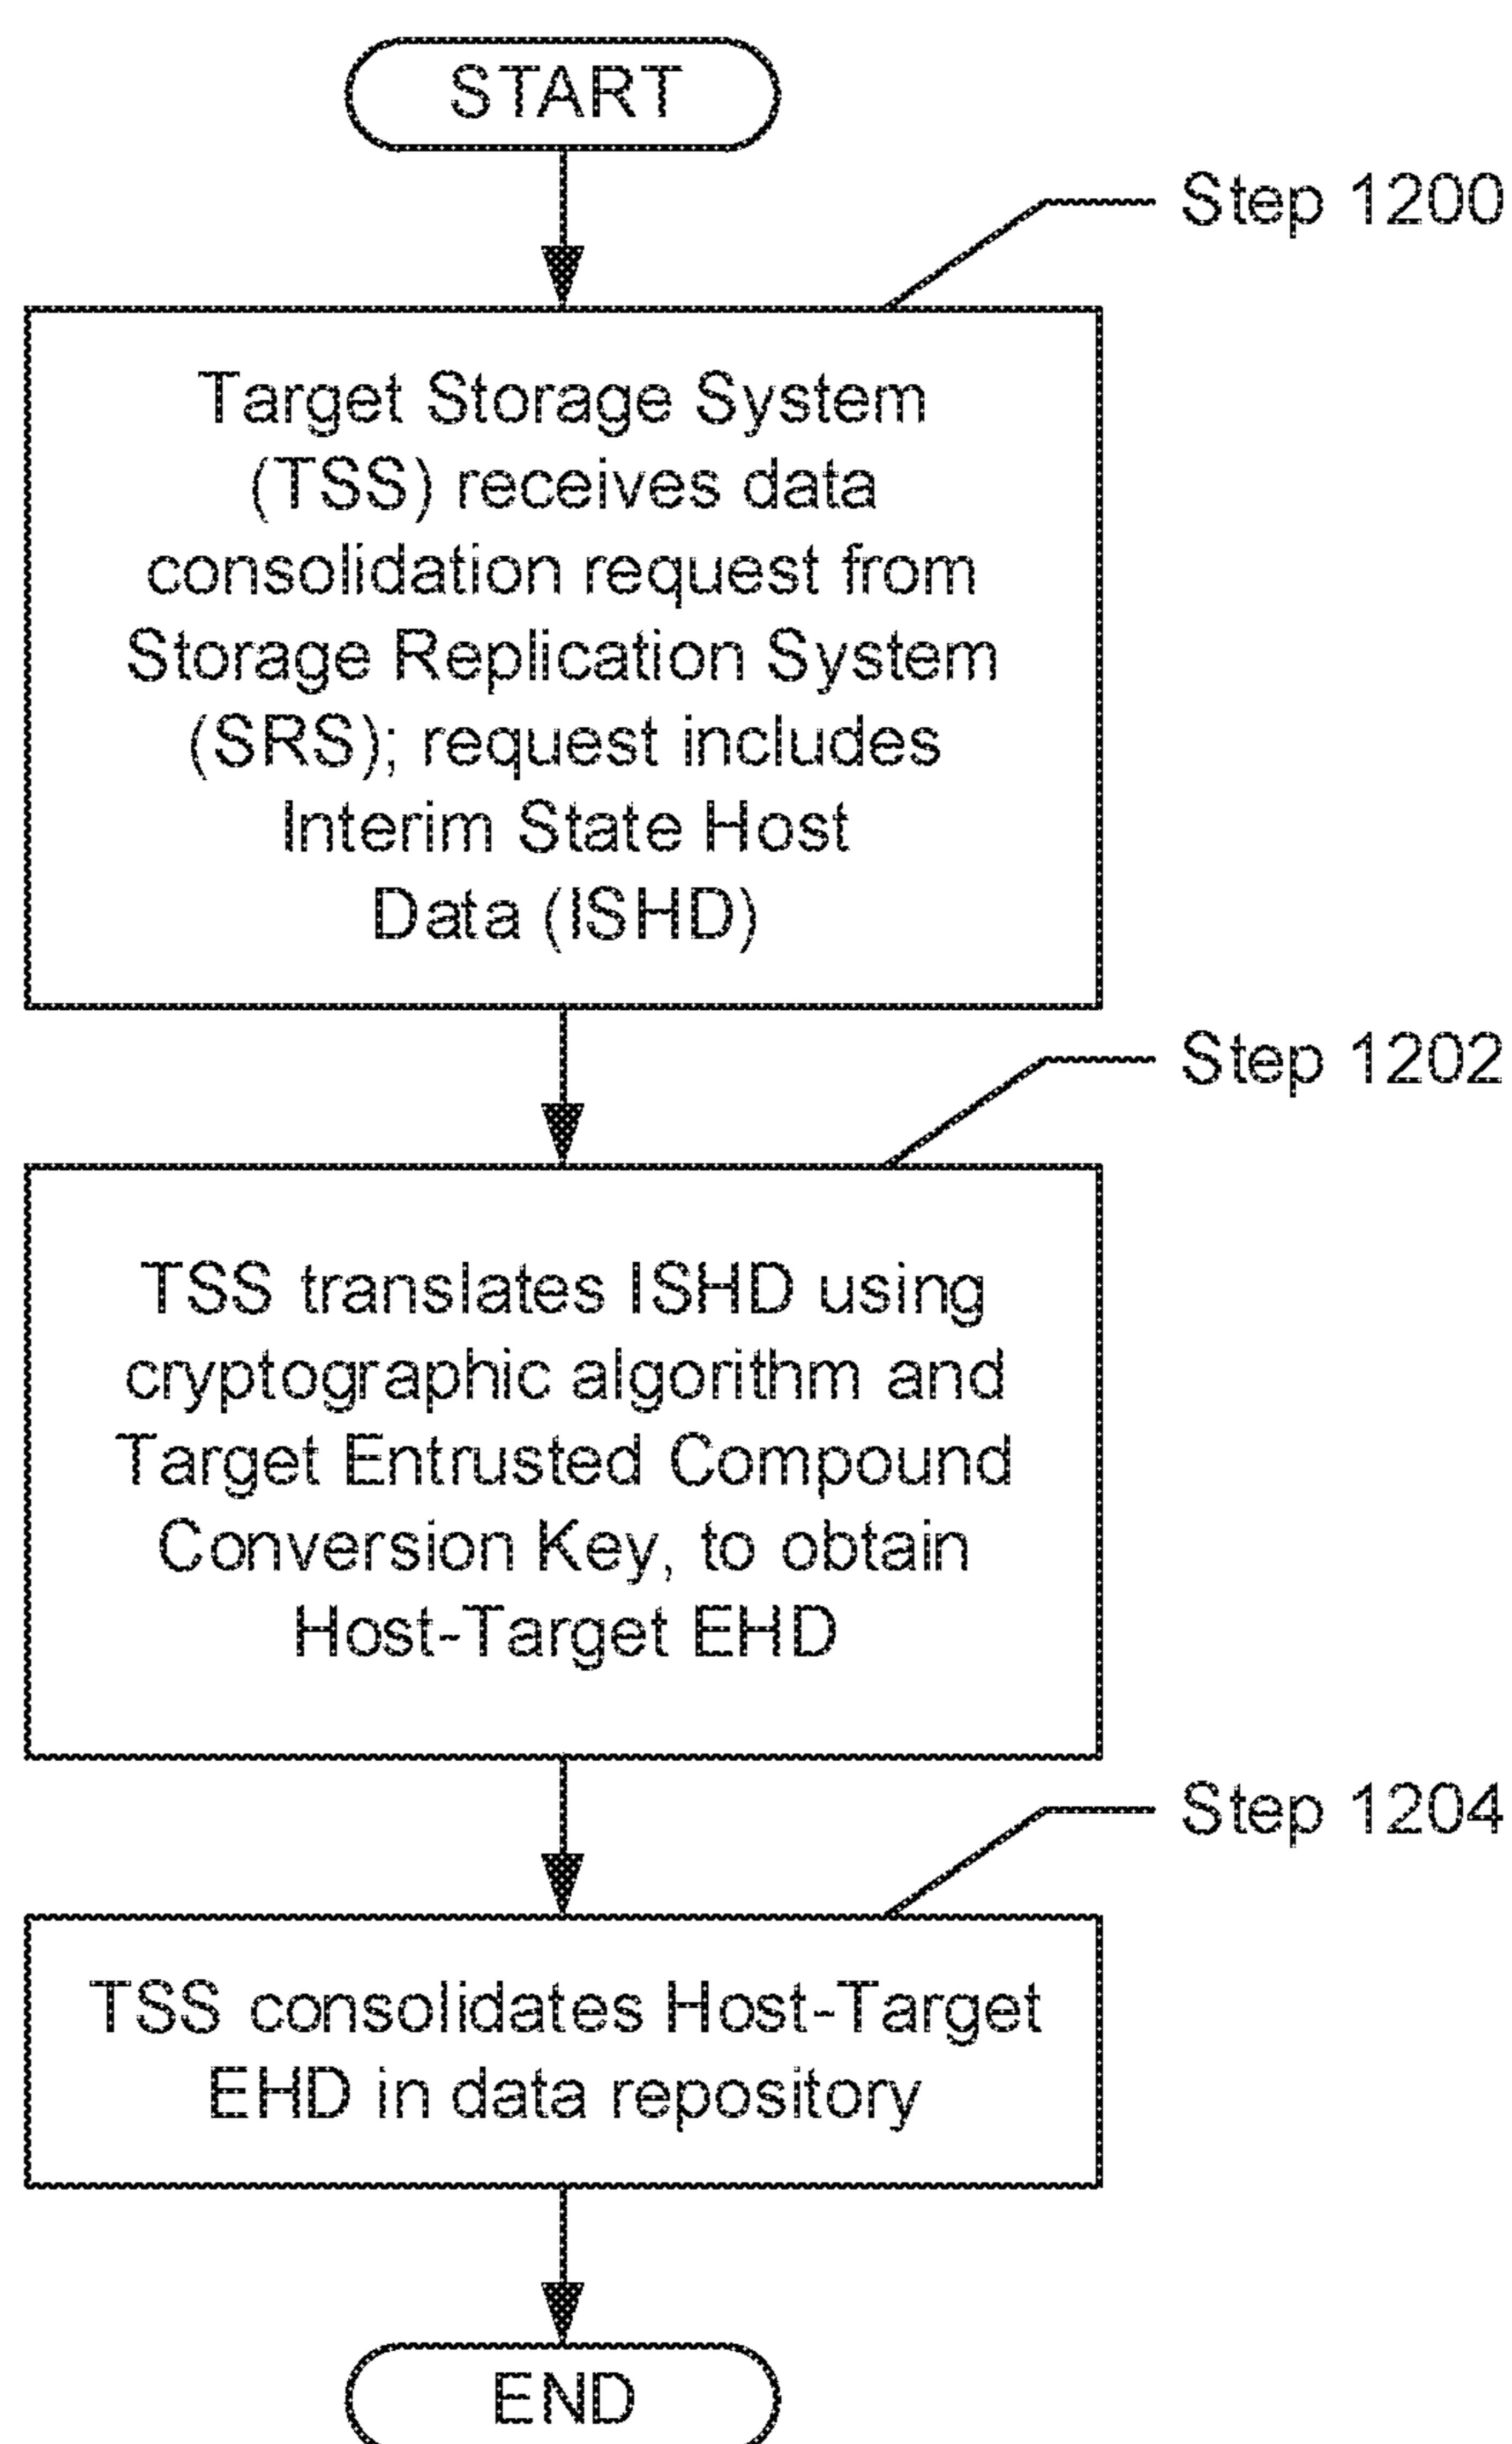 START
Step 1200
Target Storage System
(TSS) receives data
consolidation request from
Storage Replication System
(SRS); request includes
Interim State Host
Data (ISHD)
Step 1202
TSS translates ISHD using
cryptographic algorithm and
Target Entrusted Compound
Conversion Key, to obtain
Host-Target EHD
Step 1204
TSS consolidates Host-Target
EHD in data repository
END